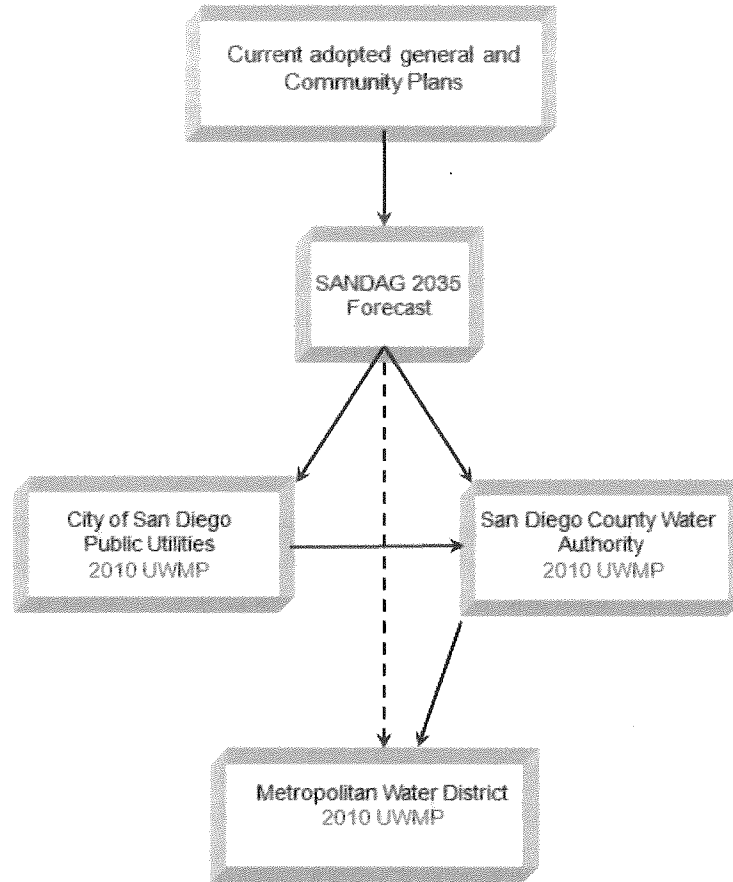 Current adopted general and
Community Plans
SANDAG 2035
Forecast
City of San Diego
Public Utilities
2010 UWMP
San Diego County Water
Authority
2010 UWMP
Metropolitan Water District
2010 UWMP